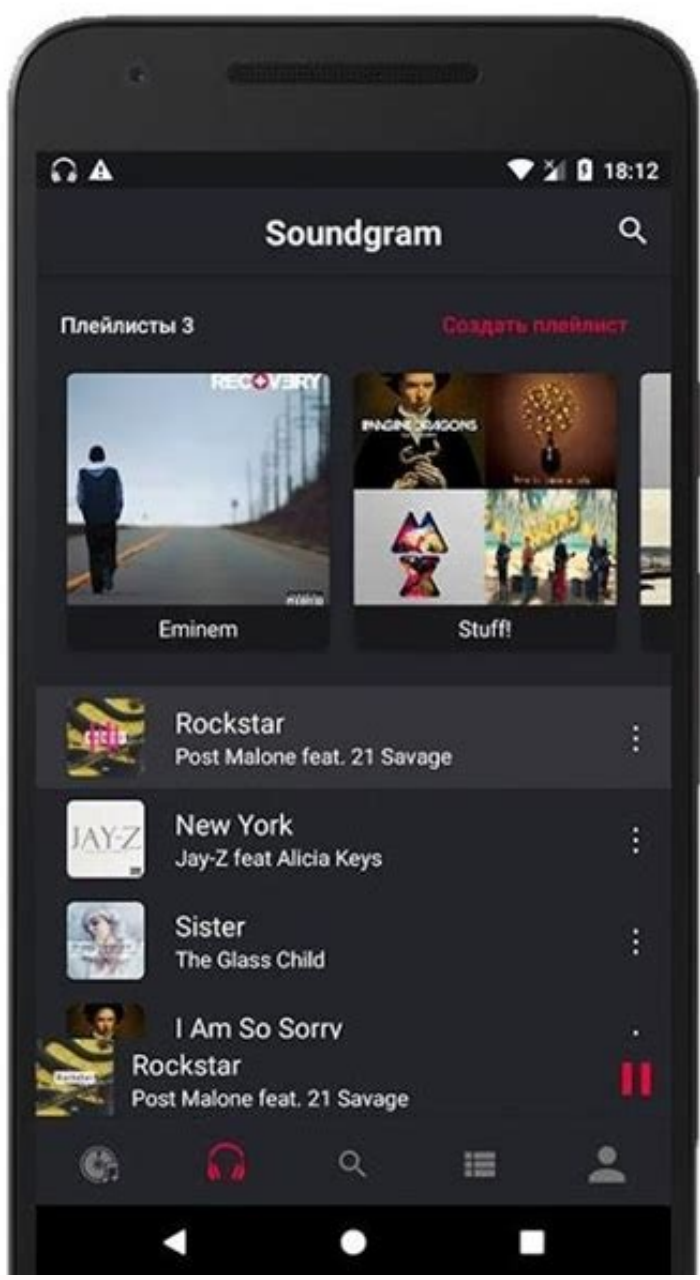 18:12
Soundgram
Плейлисты 3
Создать плейлист
RECOVERY
IMAGINE DRAGONS
Eminem
Stuff!
Rockstar
Post Malone feat. 21 Savage
JAY-Z
New York
Jay-Z feat Alicia Keys
Sister
The Glass Child
I Am So Sorry
Rockstar
Rockstar
Post Malone feat. 21 Savage